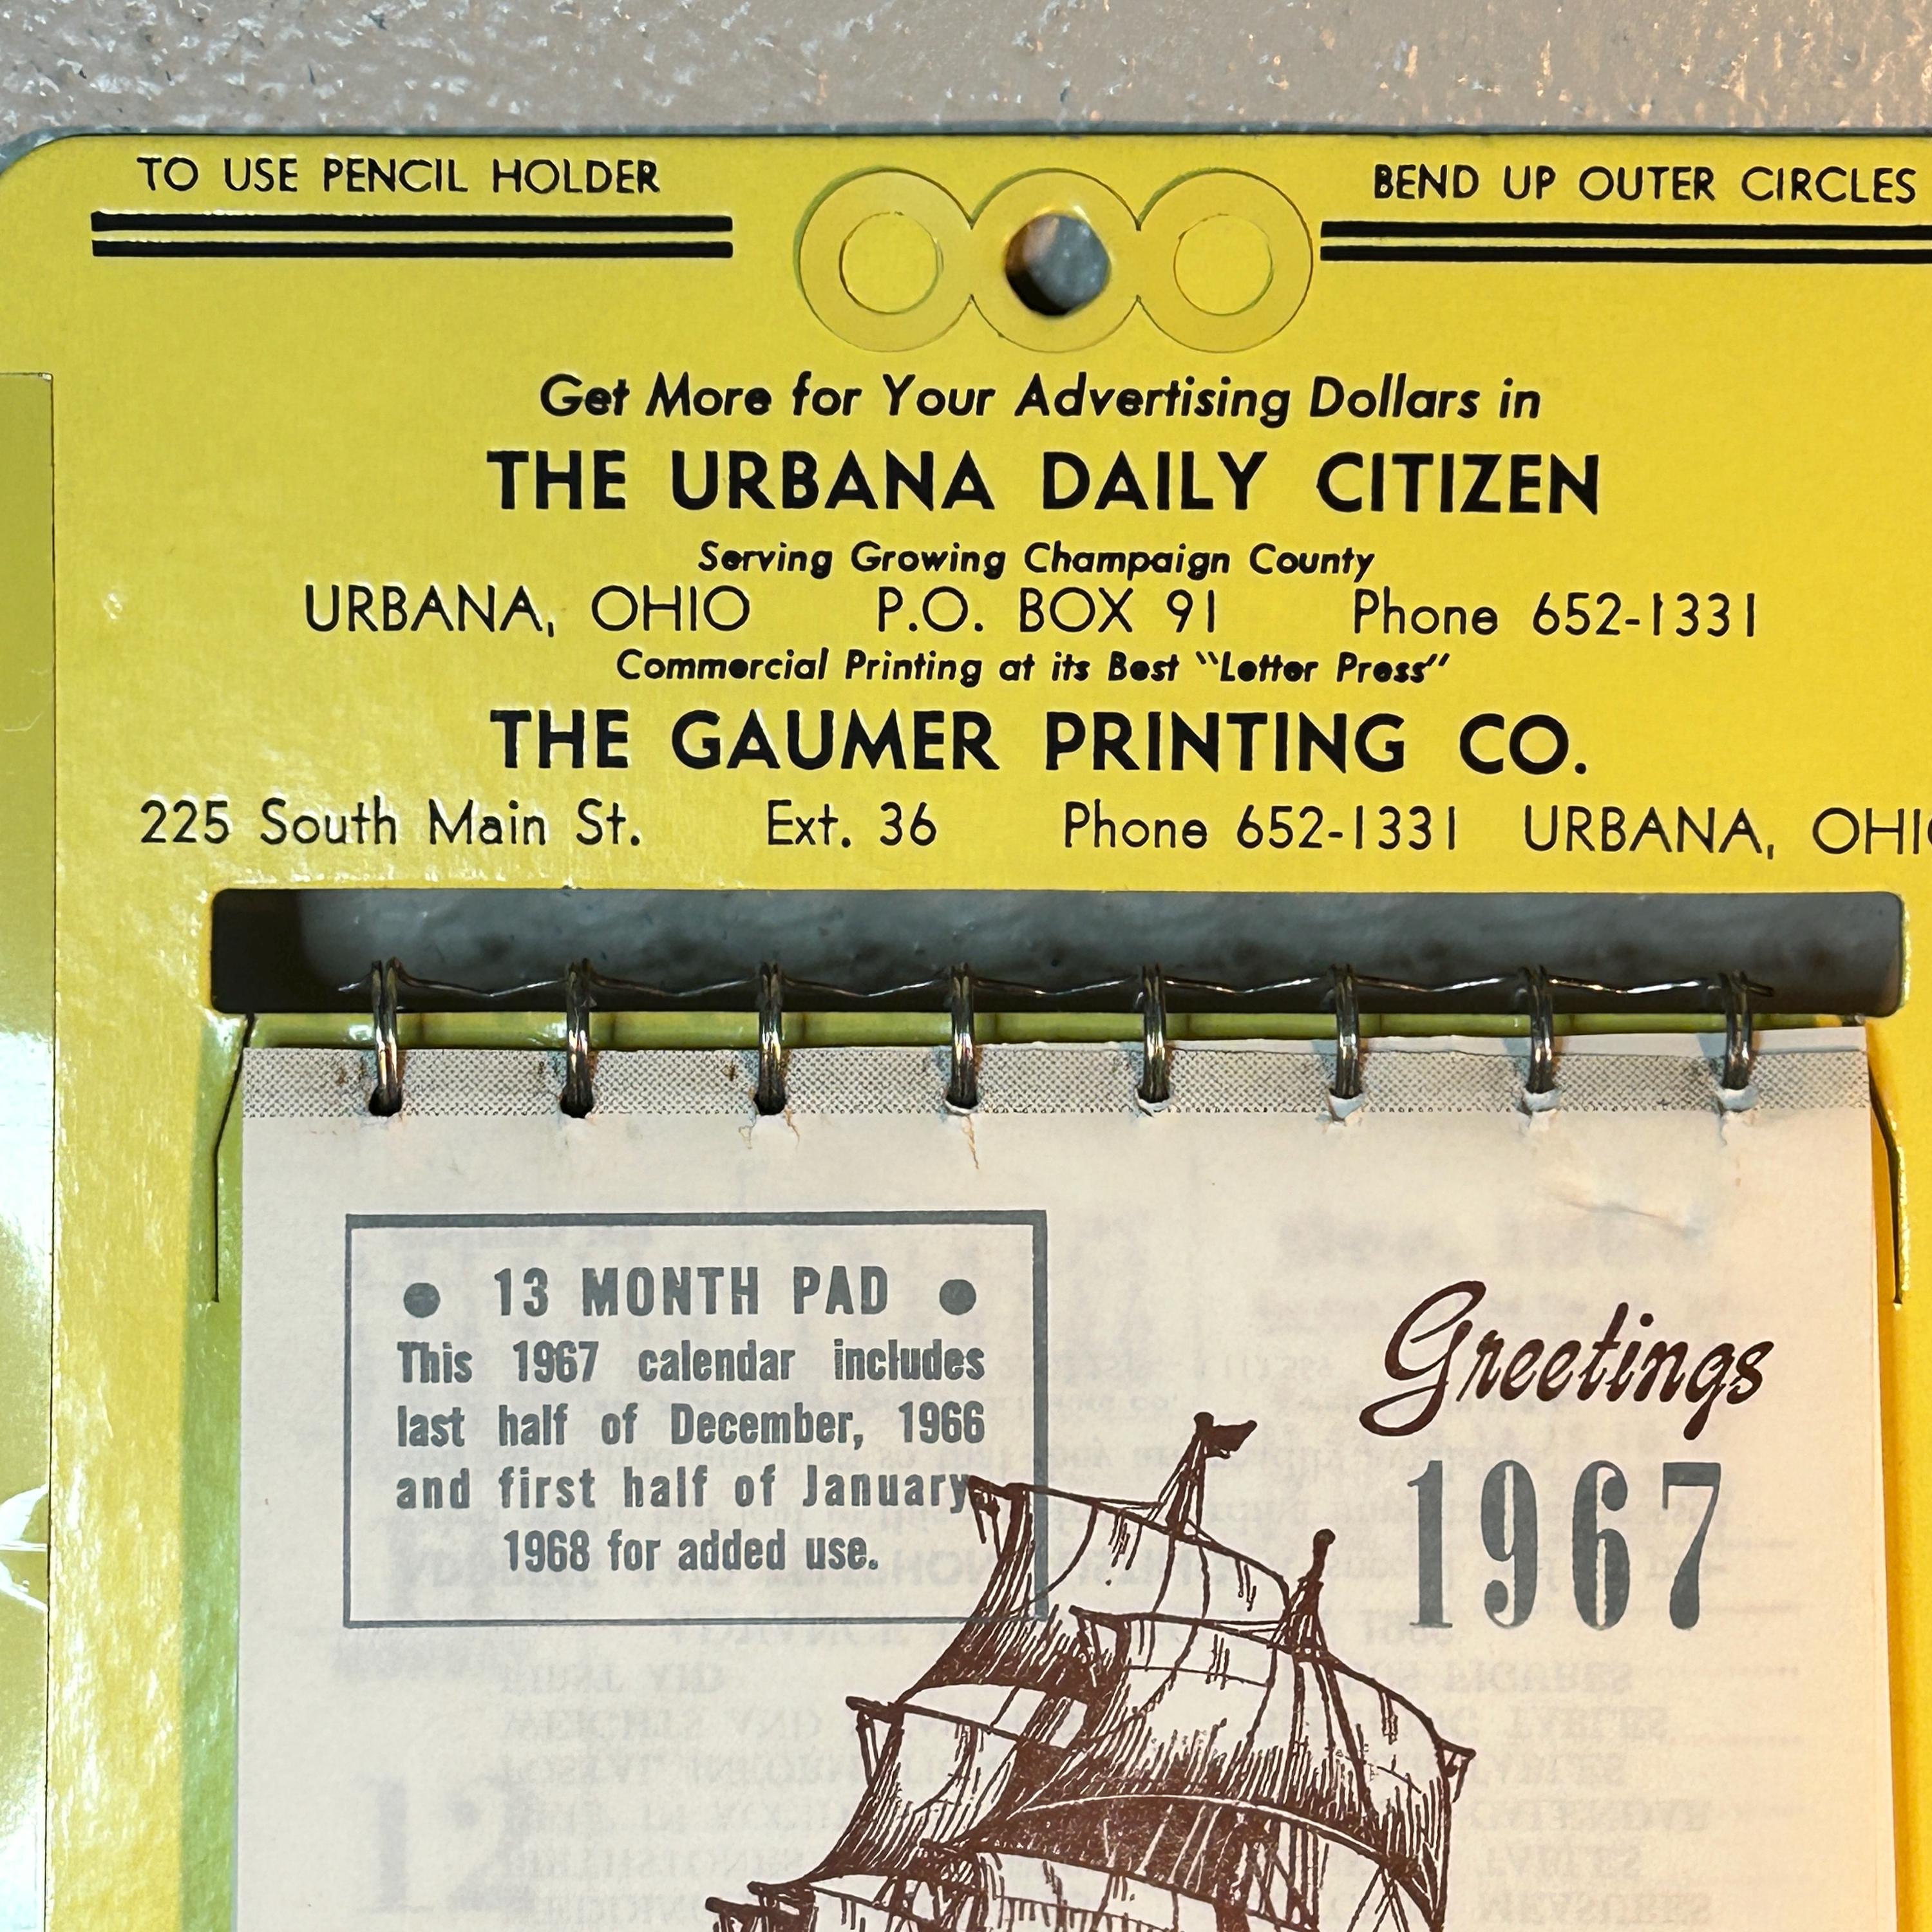 TO USE PENCIL HOLDER
BEND UP OUTER CIRCLES
Get More for Your Advertising Dollars in
THE URBANA DAILY CITIZEN
Serving Growing Champaign County
URBANA, OHIO P.O. BOX 91 Phone 652-1331
Commercial Printing at its Best "Letter Press"
THE GAUMER PRINTING CO.
225 South Main St. Ext. 36 Phone 652-1331 URBANA, OHIO
● 13 MONTH PAD ●
This 1967 calendar includes
last half of December, 1966
and first half of January,
1968 for added use.
Greetings
1967
12